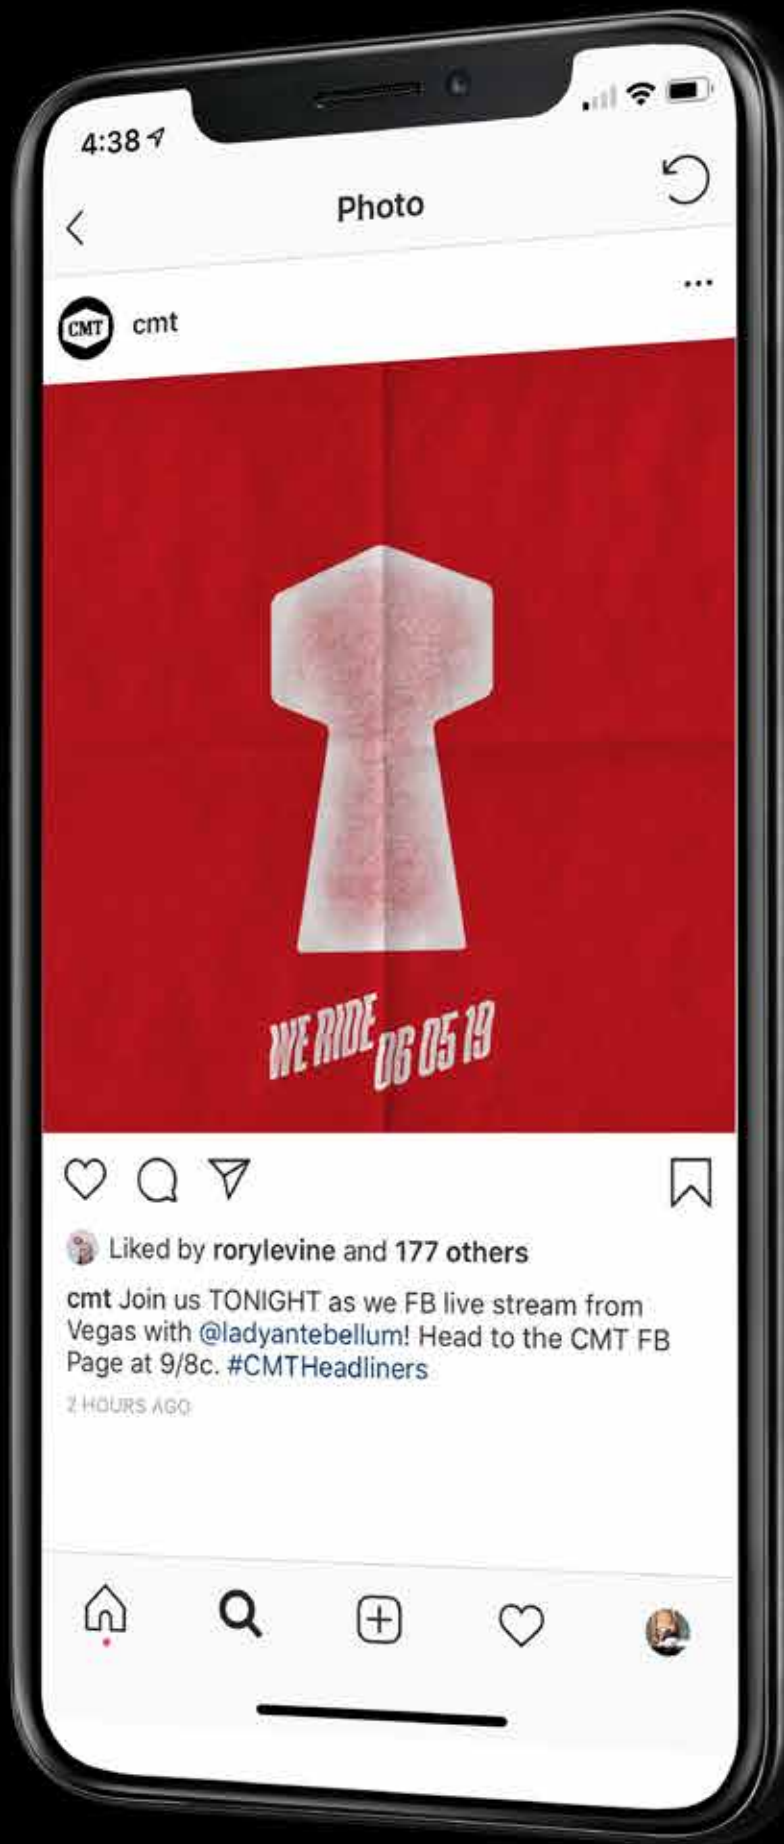 4:38
Photo
CMT
cmt
WE RIDE
06 05 19
Liked by rorylevine and 177 others
cmt Join us TONIGHT as we FB live stream from
Vegas with @ladyantebellum! Head to the CMT FB
Page at 9/8c. #CMTHeadliners
2 HOURS AGO